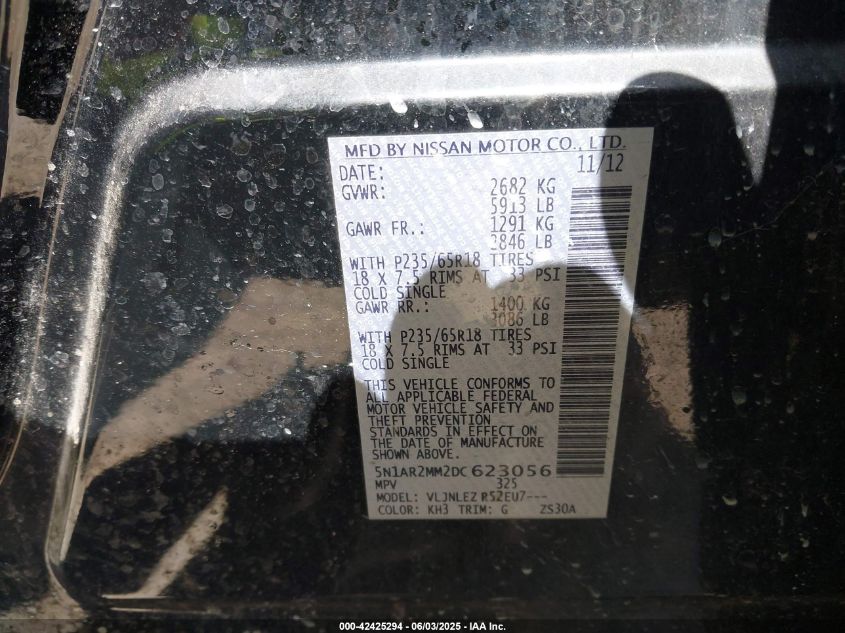 MFD BY NISSAN MOTOR CO., LTD.
DATE: 11/12
GVWR: 2682 KG
5913 LB
GAWR FR.: 1291 KG
2846 LB
WITH P235/65R18 TIRES
18 X 7.5 RIMS AT 33 PSI
COLD SINGLE
GAWR RR.: 1400 KG
3086 LB
WITH P235/65R18 TIRES
18 X 7.5 RIMS AT 33 PSI
COLD SINGLE
THIS VEHICLE CONFORMS TO
ALL APPLICABLE FEDERAL
MOTOR VEHICLE SAFETY AND
THEFT PREVENTION
STANDARDS IN EFFECT ON
THE DATE OF MANUFACTURE
SHOWN ABOVE.
5N1AR2MM2DC623056
MPV 325
MODEL: VLJNLEZ R52EU7---
COLOR: KH3 TRIM: G ZS30A
000-42425294 - 06/03/2025 - IAA Inc.